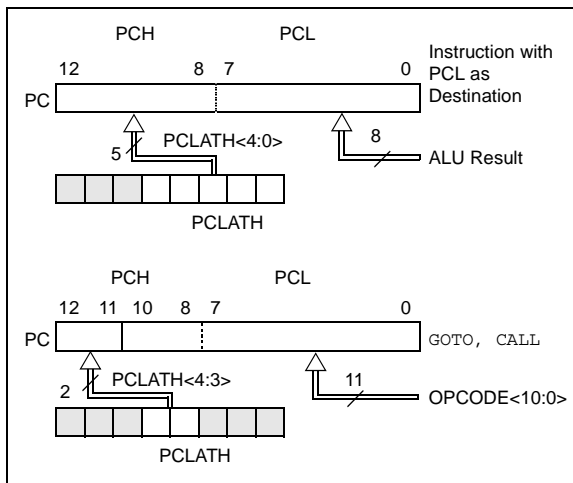 PCH PCL
12 8 7 0
Instruction with
PCL as
Destination
PC
5 PCLATH<4:0> 8
ALU Result
PCLATH
PCH PCL
12 11 10 8 7 0
PC GOTO, CALL
2 PCLATH<4:3> 11
OPCODE<10:0>
PCLATH